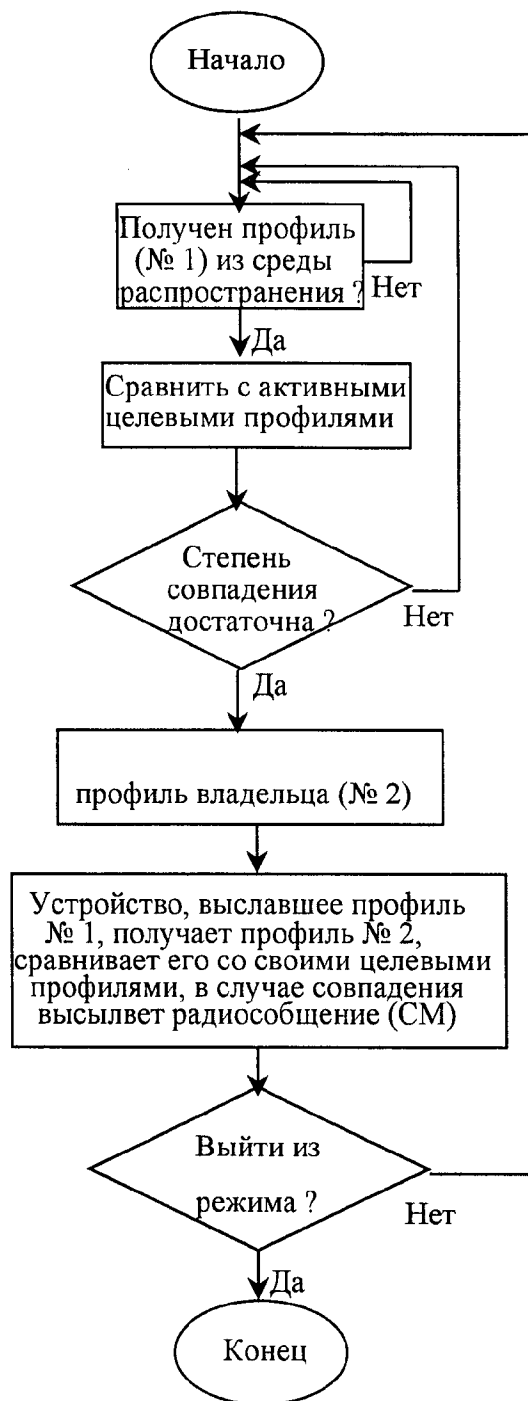 Начало
Получен профиль
(№ 1) из среды
распространения ?
Нет
Да
Сравнить с активными
целевыми профилями
Степень
совпадения
достаточна ?
Нет
Да
профиль владельца (№ 2)
Устройство, выславшее профиль
№ 1, получает профиль № 2,
сравнивает его со своими целевыми
профилями, в случае совпадения
высылвет радиосообщение (СМ)
Выйти из
режима ?
Нет
Да
Конец